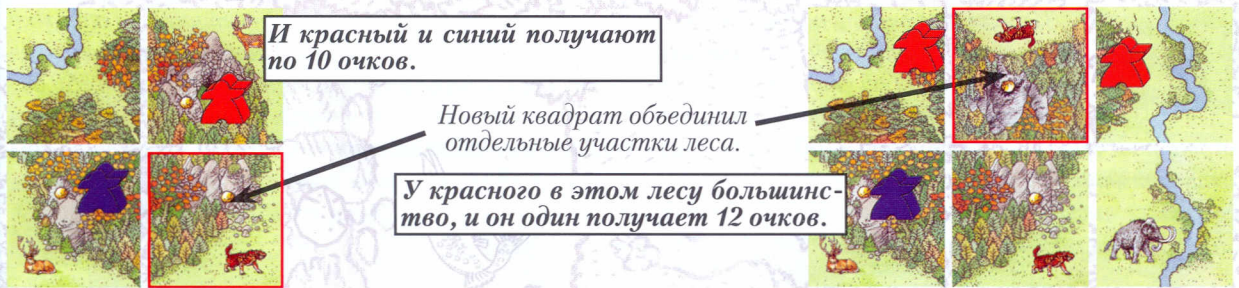 И красный и синий получают
по 10 очков.
Новый квадрат объединил
отдельные участки леса.
У красного в этом лесу большинс-
тво, и он один получает 12 очков.